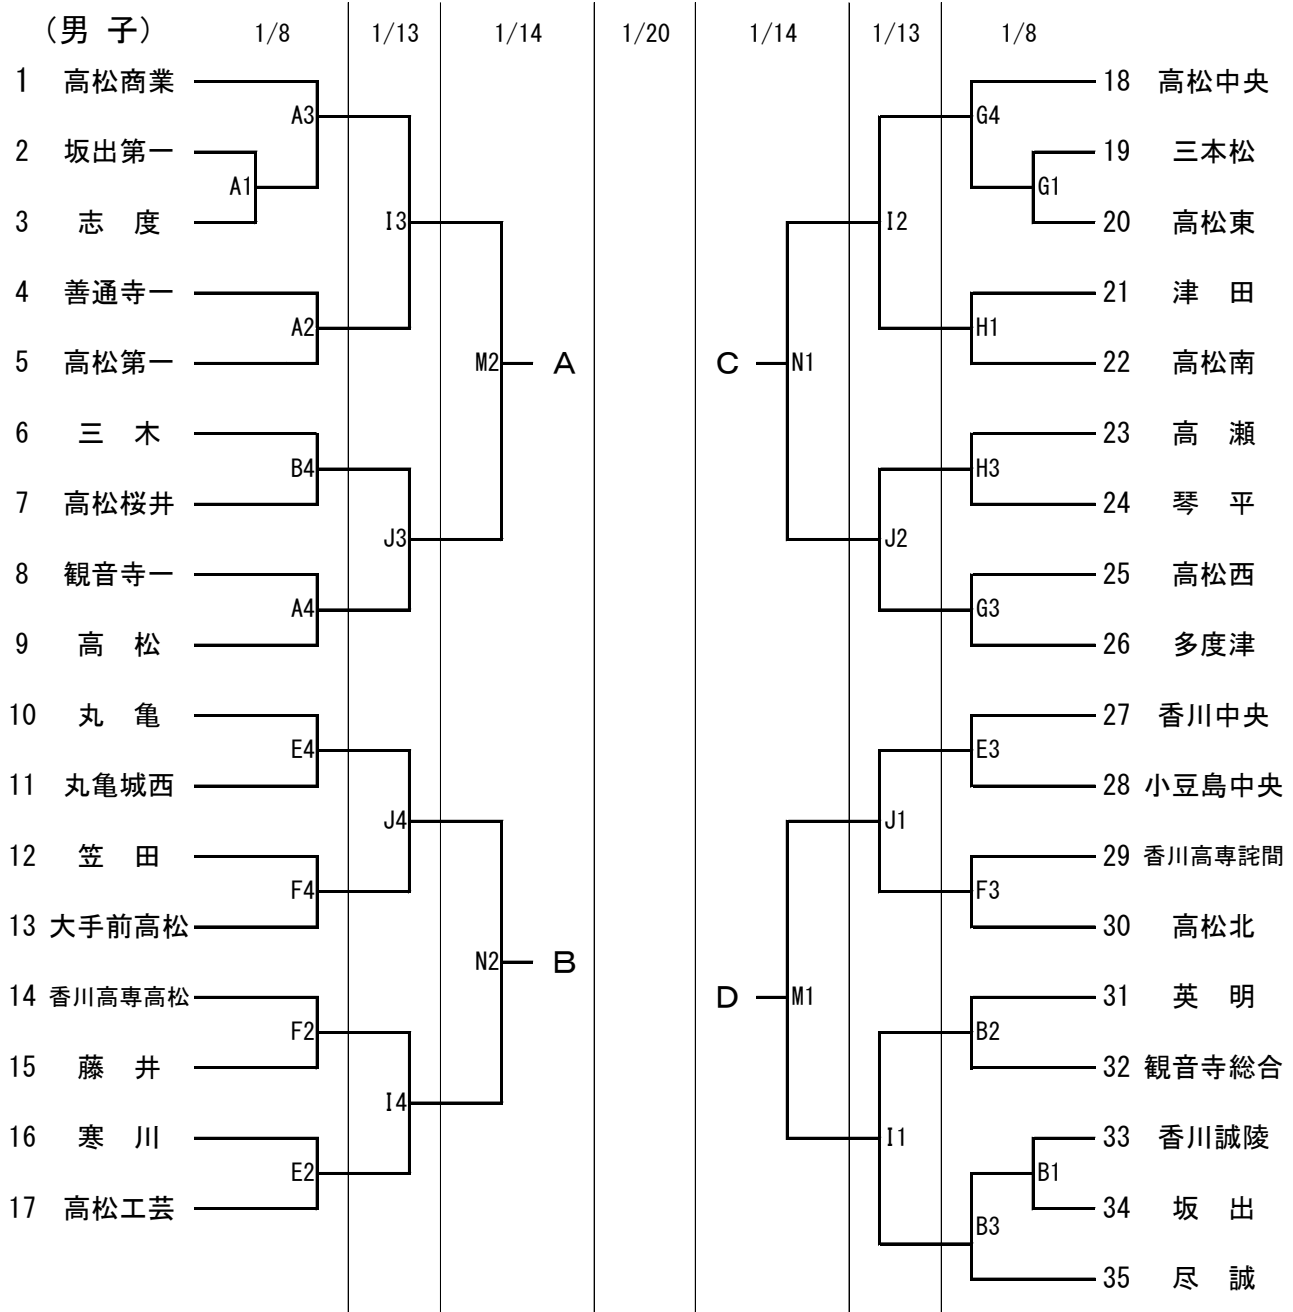 （男 子） 1/8 1/13 1/14 1/20 1/14 1/13 1/8
1 高松商業 18 高松中央
A3 G4
2 坂出第一 19 三本松
A1 G1
3 志 度 I3 I2 20 高松東
4 善通寺一 21 津 田
A2 H1
5 高松第一 M2 A C N1 22 高松南
6 三 木 23 高 瀬
B4 H3
7 高松桜井 24 琴 平
J3 J2
8 観音寺一 25 高松西
A4 G3
9 高 松 26 多度津
10 丸 亀 27 香川中央
E4 E3
11 丸亀城西 28 小豆島中央
J4 J1
12 笠 田 29 香川高専詫間
F4 F3
13 大手前高松 30 高松北
N2 B
14 香川高専高松 D M1 31 英 明
F2 B2
15 藤 井 32 観音寺総合
I4
16 寒 川 I1 33 香川誠陵
E2 B1
17 高松工芸 34 坂 出
B3
35 尽 誠